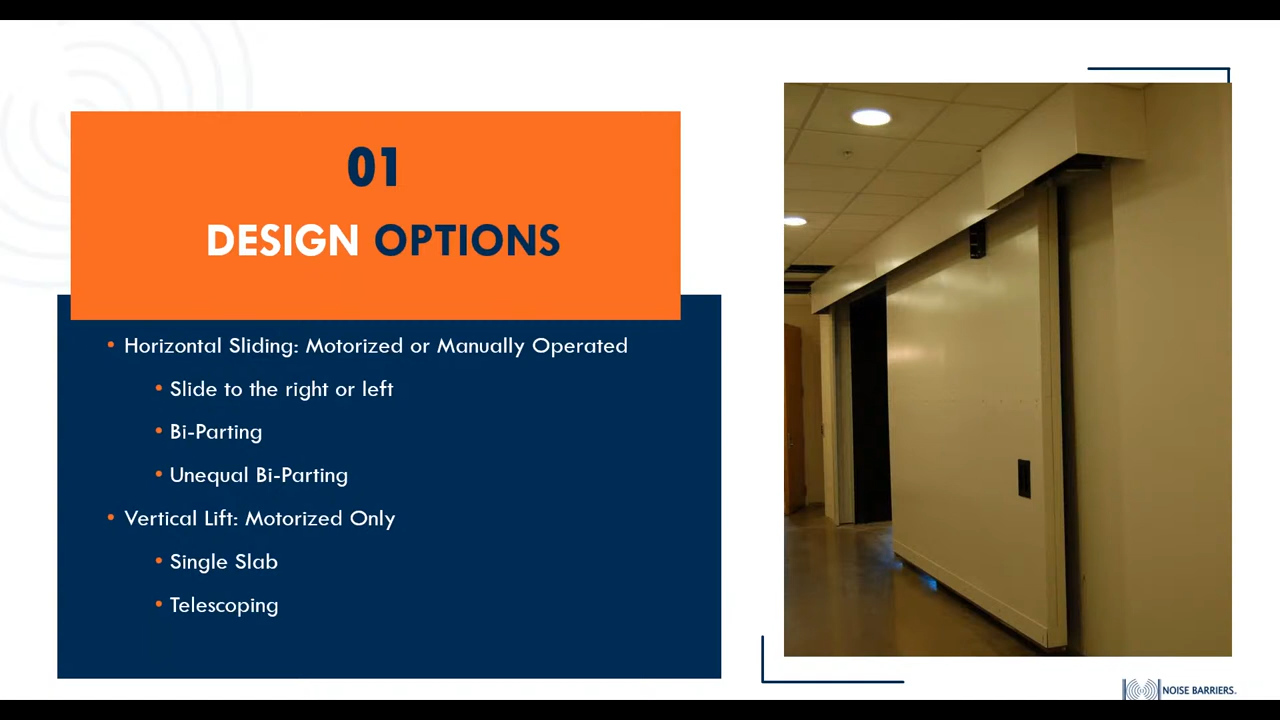 01
DESIGN OPTIONS
• Horizontal Sliding: Motorized or Manually Operated
• Slide to the right or left
• Bi-Parting
• Unequal Bi-Parting
• Vertical Lift: Motorized Only
• Single Slab
• Telescoping
NOISE BARRIERS.